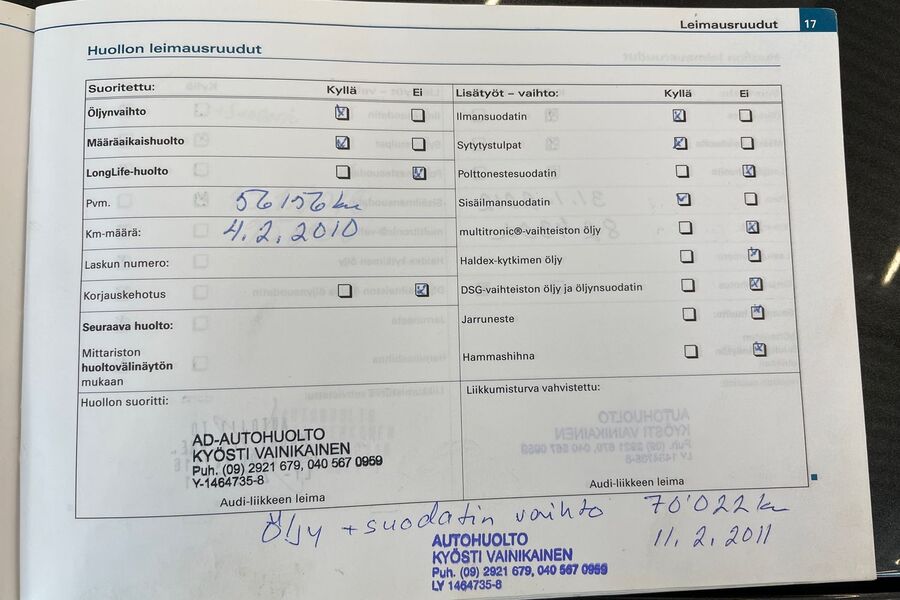 Leimausruudut 17
Huollon leimausruudut
Suoritettu: Kyllä Ei
Öljynvaihto
Määräaikaishuolto
LongLife-huolto
Pvm. 56156 km
Km-määrä: 4.2.2010
Laskun numero:
Korjauskehotus
Seuraava huolto:
Mittariston
huoltovälinäytön
mukaan
Huollon suoritti:
AD-AUTOHUOLTO
KYÖSTI VAINIKAINEN
Puh. (09) 2921 679, 040 567 0959
Y-1464735-8
Audi-liikkeen leima
Lisätyöt – vaihto: Kyllä Ei
Ilmansuodatin
Sytytystulpat
Polttonestesuodatin
Sisäilmansuodatin
multitronic®-vaihteiston öljy
Haldex-kytkimen öljy
DSG-vaihteiston öljy ja öljynsuodatin
Jarruneste
Hammashihna
Liikkumisturva vahvistettu:
Audi-liikkeen leima
Öljy + suodatin vaihto 70'022 km
11.2.2011
AUTOHUOLTO
KYÖSTI VAINIKAINEN
Puh. (09) 2921 679, 040 567 0959
LY 1464735-8